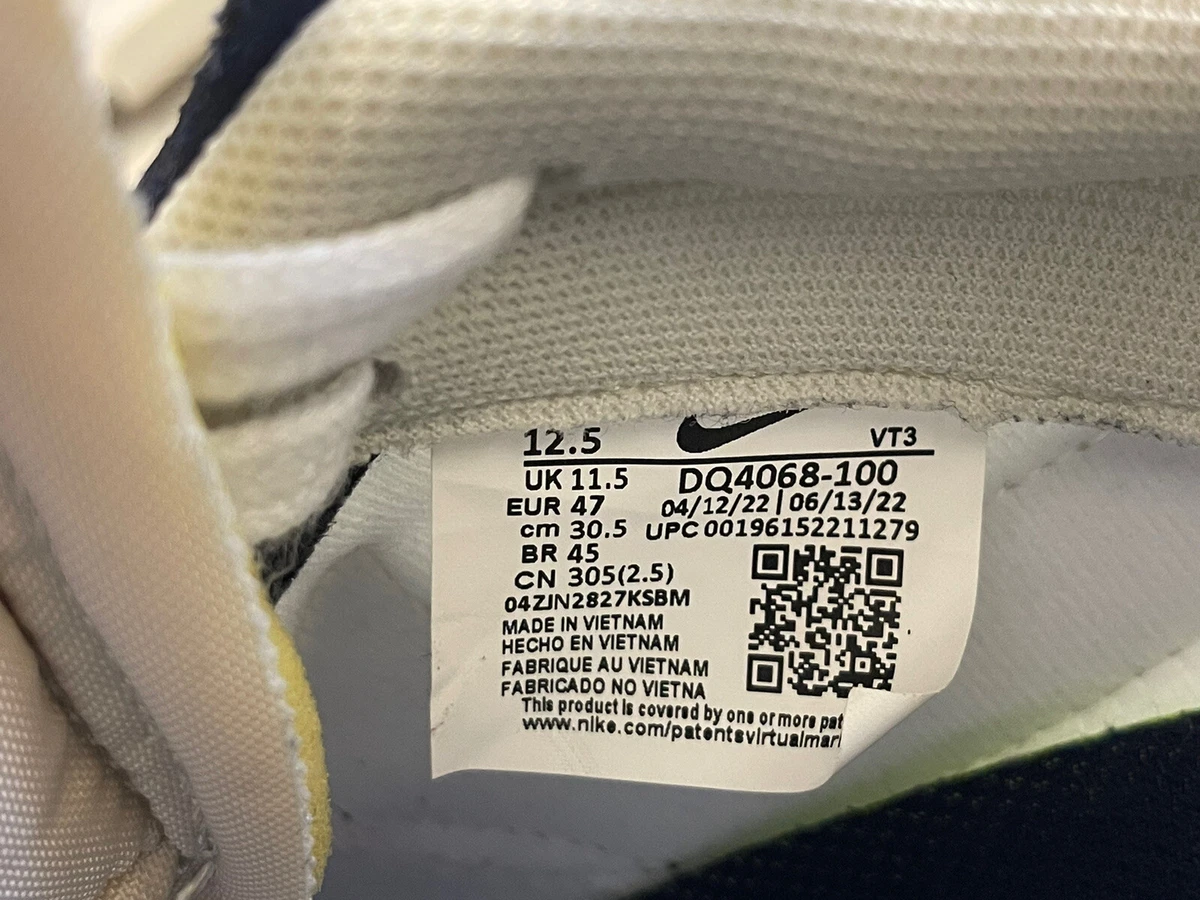 12.5 VT3
UK 11.5 DQ4068-100
EUR 47 04/12/22 | 06/13/22
cm 30.5 UPC 00196152211279
BR 45
CN 305(2.5)
04ZJN2827KSBM
MADE IN VIETNAM
HECHO EN VIETNAM
FABRIQUE AU VIETNAM
FABRICADO NO VIETNA
This product is covered by one or more pat
www.nike.com/patentsvirtualmar